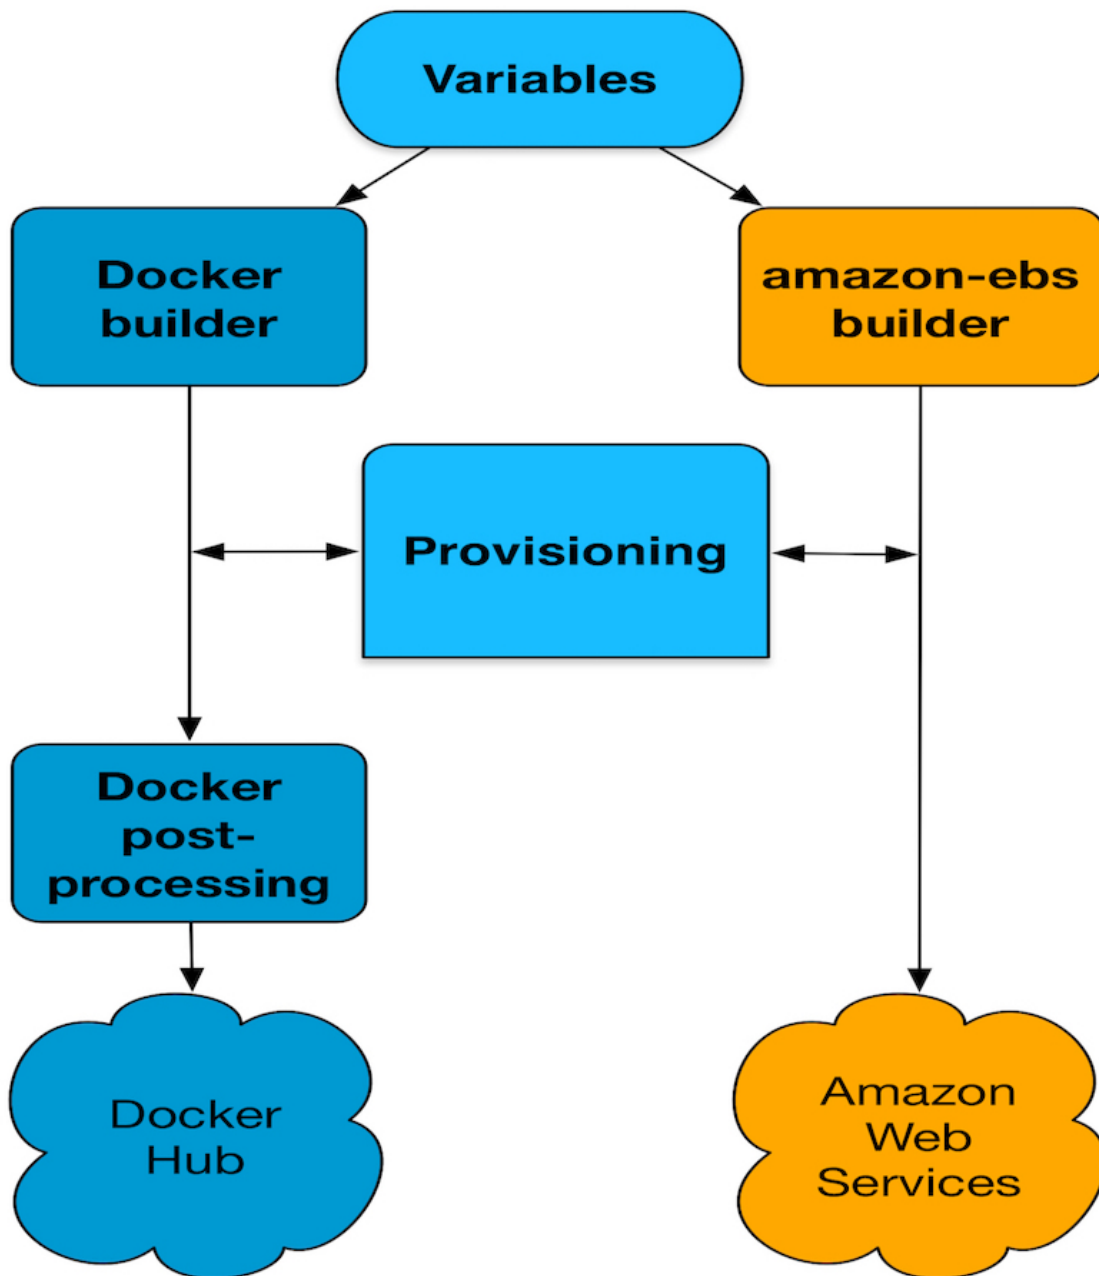 Variables
Docker
builder
amazon-ebs
builder
Provisioning
Docker
post-
processing
Docker
Hub
Amazon
Web
Services